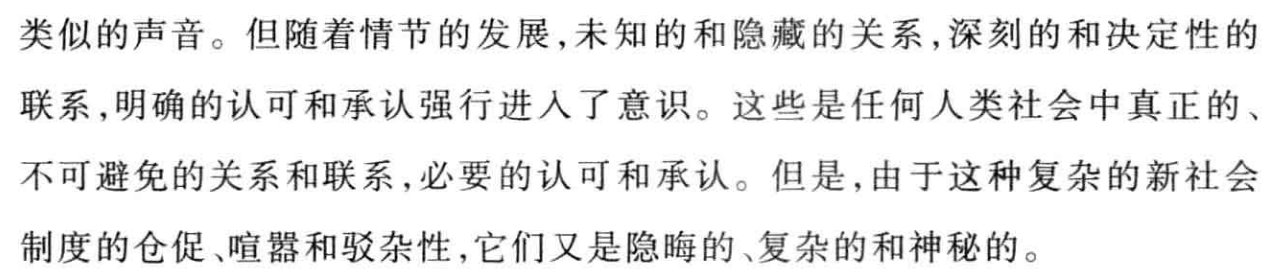 类似的声音。但随着情节的发展,未知的和隐藏的关系,深刻的和决定性的
联系,明确的认可和承认强行进入了意识。这些是任何人类社会中真正的、
不可避免的关系和联系,必要的认可和承认。但是,由于这种复杂的新社会
制度的仓促、喧嚣和驳杂性,它们又是隐晦的、复杂的和神秘的。